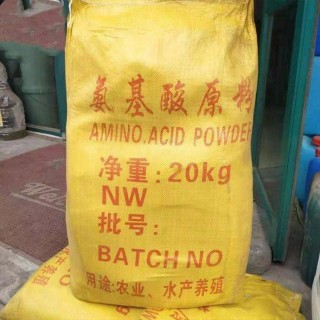 氨基酸原料
AMINO.ACID POWDER
净重:20kg
NW
批号:
BATCH NO
用途:农业、水产养殖